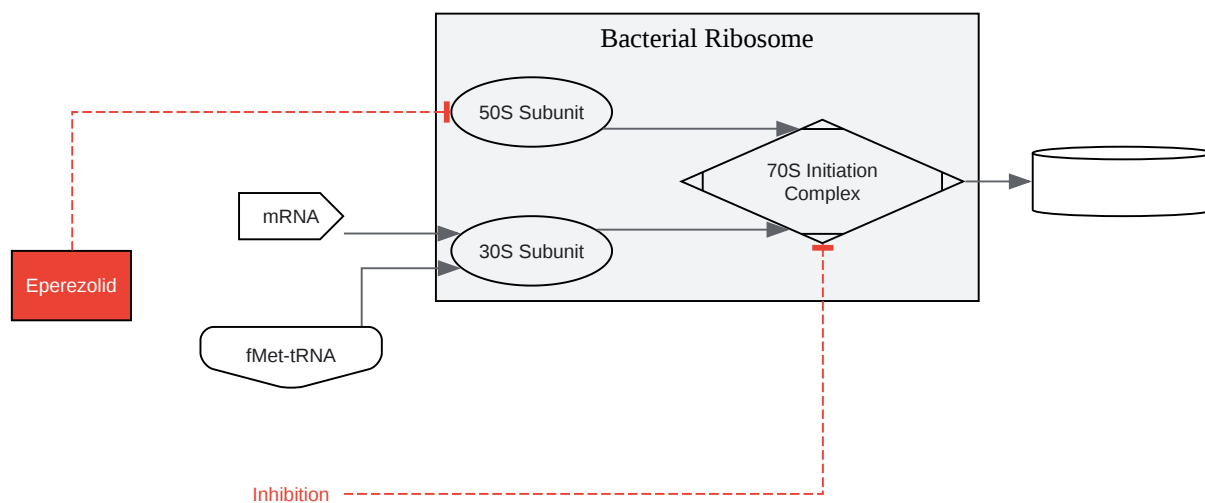 Bacterial Ribosome
50S Subunit
70S Initiation
Complex
mRNA
30S Subunit
Eperezolid
fMet-tRNA
Inhibition